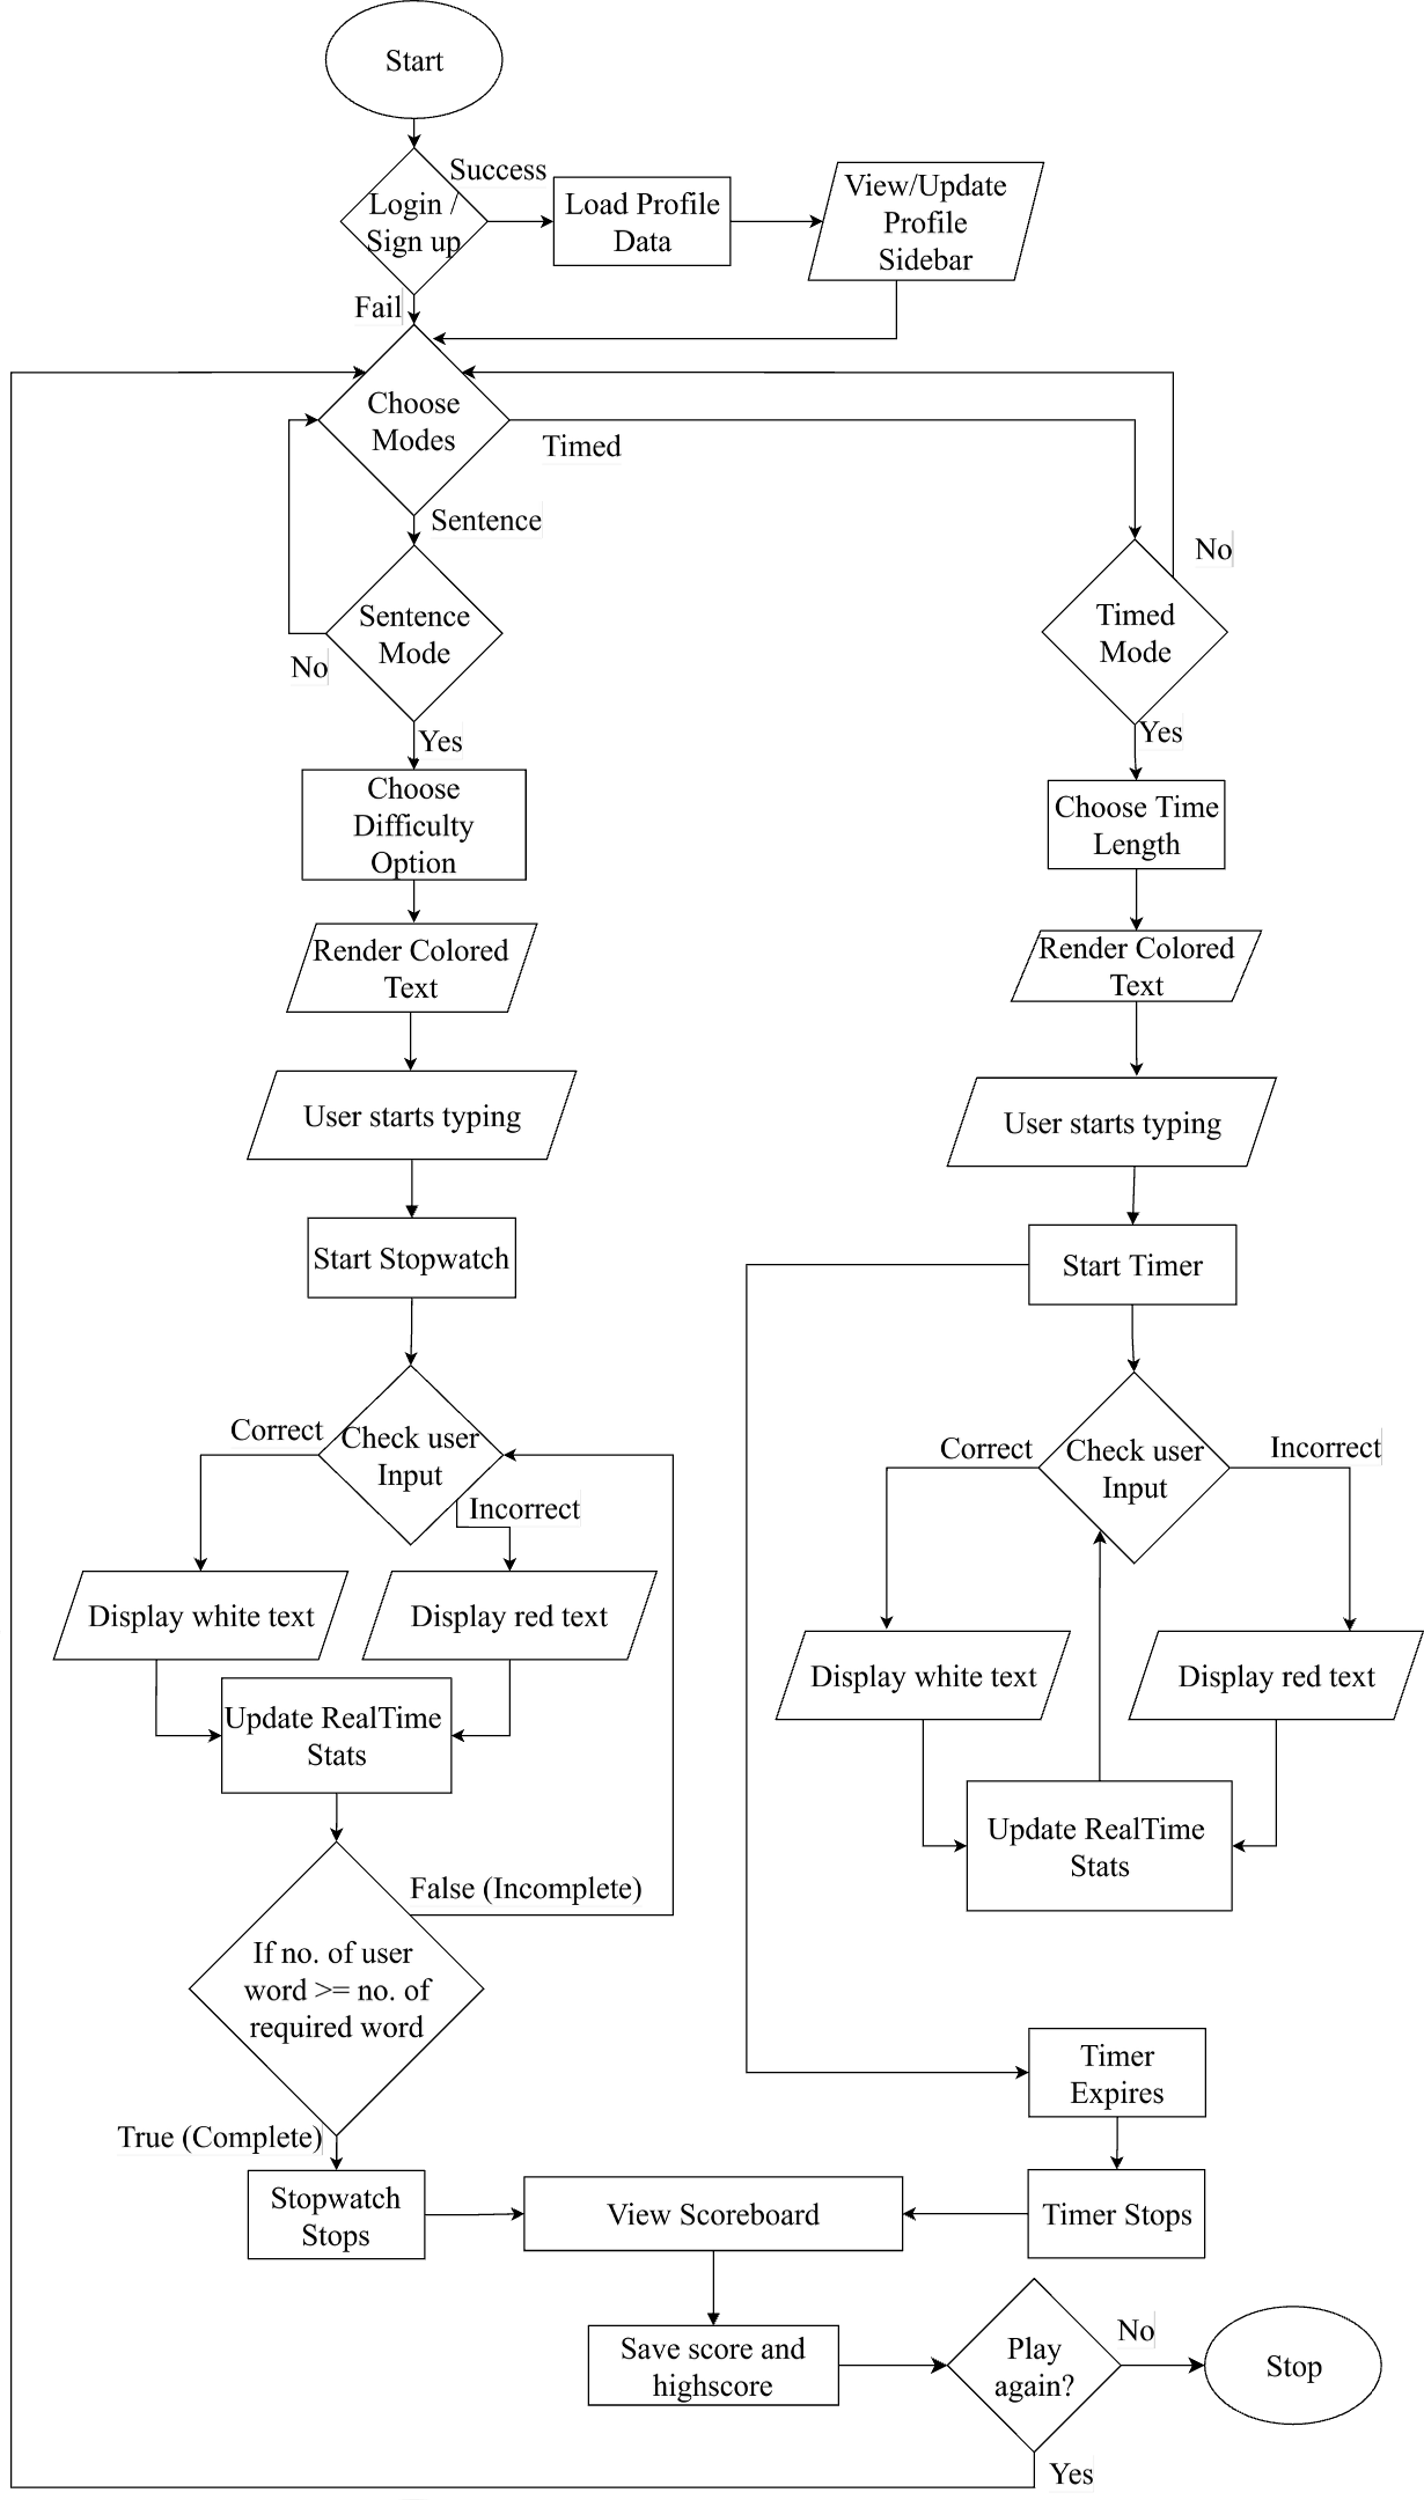 Start
Success
Login /
Sign up
Load Profile
Data
View/Update
Profile
Sidebar
Fail
Choose
Modes
Timed
Sentence
No
Sentence
Mode
No
Timed
Mode
Yes
Yes
Choose
Difficulty
Option
Choose Time
Length
Render Colored
Text
Render Colored
Text
User starts typing
User starts typing
Start Stopwatch
Start Timer
Correct
Check user
Input
Incorrect
Correct
Check user
Input
Incorrect
Display white text
Display red text
Display white text
Display red text
Update RealTime
Stats
Update RealTime
Stats
False (Incomplete)
If no. of user
word >= no. of
required word
Timer
Expires
True (Complete)
Stopwatch
Stops
View Scoreboard
Timer Stops
Save score and
highscore
Play
again?
No
Stop
Yes